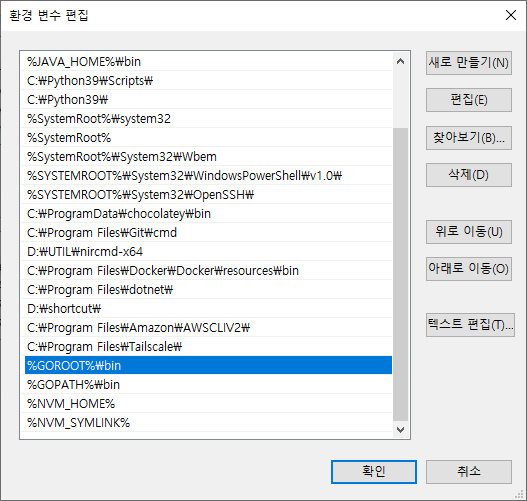 환경 변수 편집
%JAVA_HOME%₩bin
C:₩Python39₩Scripts₩
C:₩Python39₩
%SystemRoot%₩system32
%SystemRoot%
%SystemRoot%₩System32₩Wbem
%SYSTEMROOT%₩System32₩WindowsPowerShell₩v1.0₩
%SYSTEMROOT%₩System32₩OpenSSH₩
C:₩ProgramData₩chocolatey₩bin
C:₩Program Files₩Git₩cmd
D:₩UTIL₩nircmd-x64
C:₩Program Files₩Docker₩Docker₩resources₩bin
C:₩Program Files₩dotnet₩
D:₩shortcut₩
C:₩Program Files₩Amazon₩AWSCLIV2₩
C:₩Program Files₩Tailscale₩
%GOROOT%₩bin
%GOPATH%₩bin
%NVM_HOME%
%NVM_SYMLINK%
새로 만들기(N)
편집(E)
찾아보기(B)...
삭제(D)
위로 이동(U)
아래로 이동(O)
텍스트 편집(T)...
확인
취소